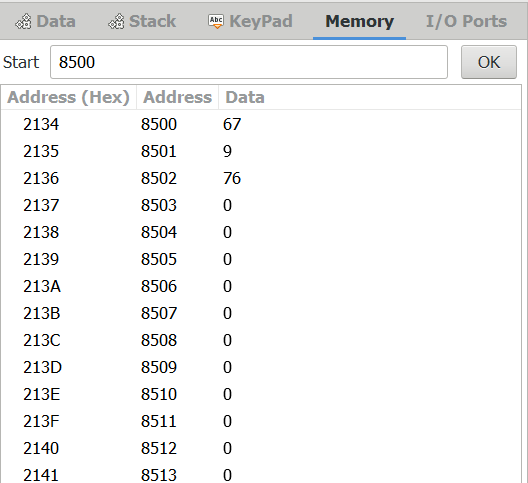 Data Stack Abc KeyPad Memory I/O Ports
Start 8500 OK
Address (Hex) Address Data
2134 8500 67
2135 8501 9
2136 8502 76
2137 8503 0
2138 8504 0
2139 8505 0
213A 8506 0
213B 8507 0
213C 8508 0
213D 8509 0
213E 8510 0
213F 8511 0
2140 8512 0
2141 8513 0